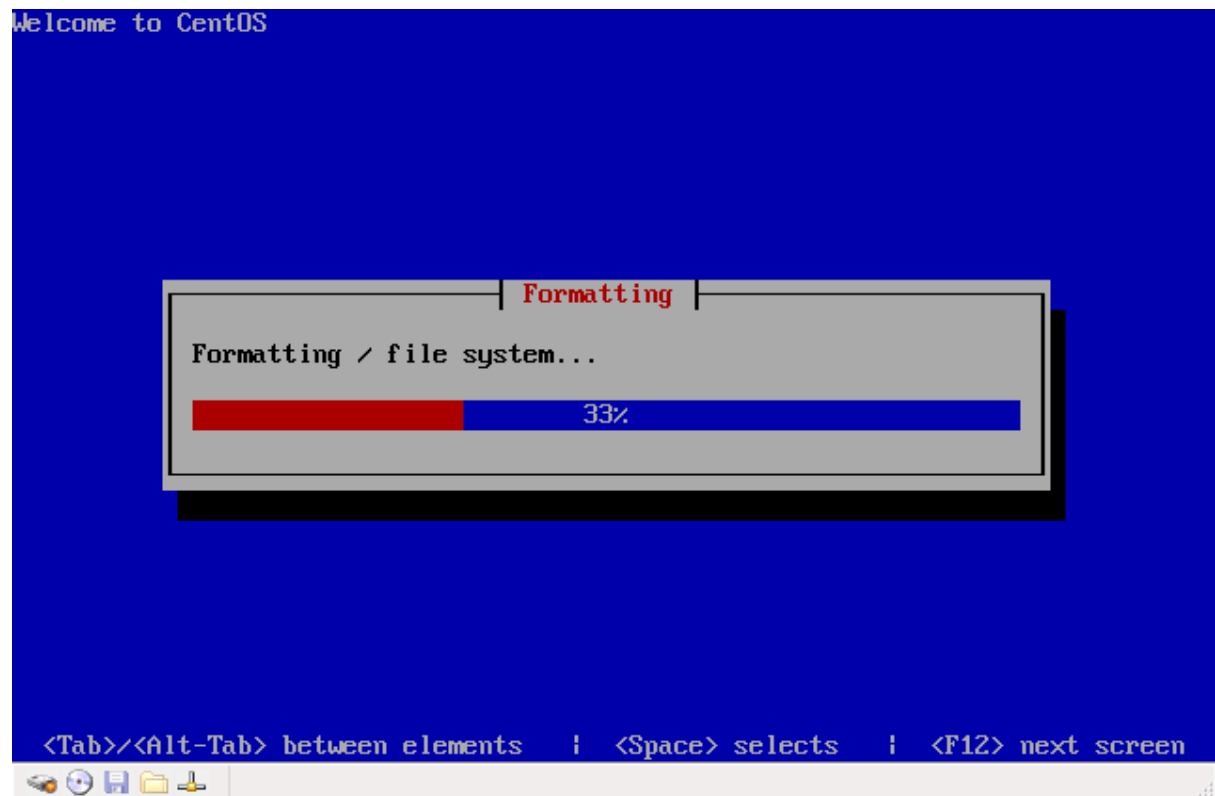 Welcome to CentOS
Formatting
Formatting / file system...
33%
<Tab>/<Alt-Tab> between elements | <Space> selects | <F12> next screen